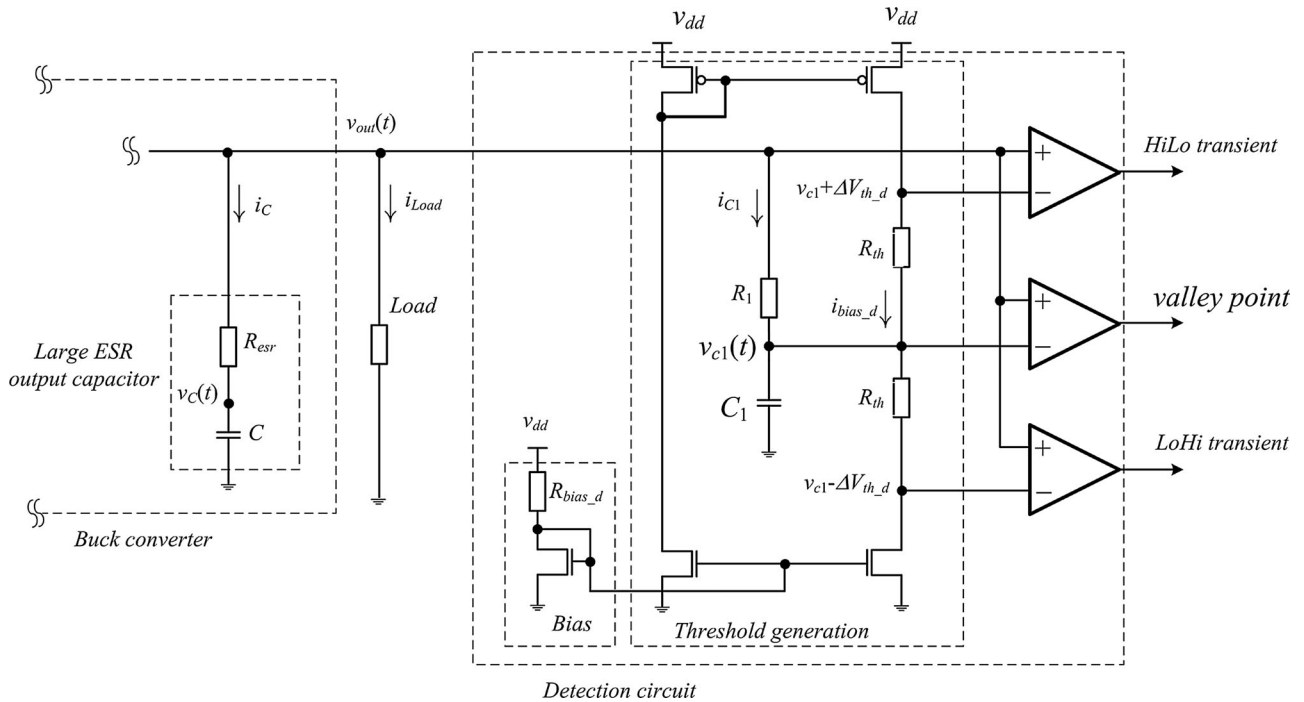 v_dd
v_dd
v_out(t)
HiLo transient
v_c1+ΔV_th_d
i_C
i_Load
i_C1
R_th
R_1
i_bias_d
valley point
Load
R_esr
Large ESR
output capacitor
v_c1(t)
v_C(t)
R_th
C_1
C
v_dd
LoHi transient
R_bias_d
v_c1-ΔV_th_d
Buck converter
Bias
Threshold generation
Detection circuit
+
−
+
−
+
−